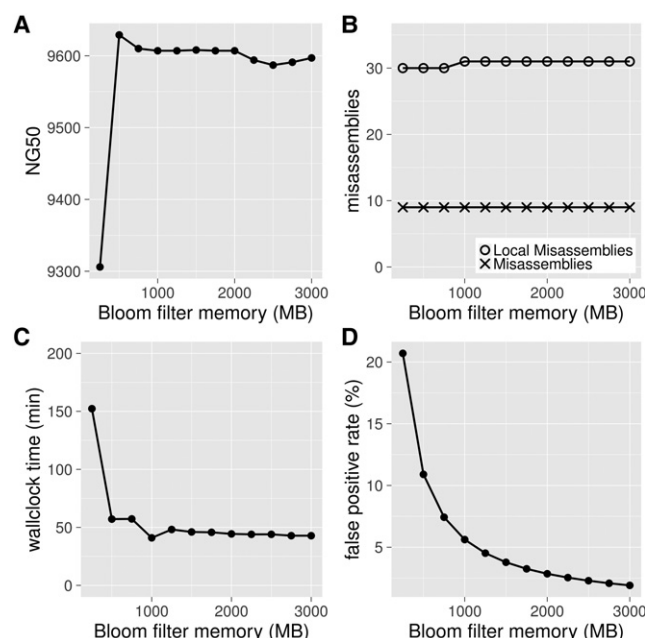 A
9600
9500
9400
9300
NG50
1000 2000 3000
Bloom filter memory (MB)
B
30
20
10
0
misassemblies
Local Misassemblies
Misassemblies
1000 2000 3000
Bloom filter memory (MB)
C
200
150
100
50
0
wallclock time (min)
1000 2000 3000
Bloom filter memory (MB)
D
20
15
10
5
false positive rate (%)
1000 2000 3000
Bloom filter memory (MB)